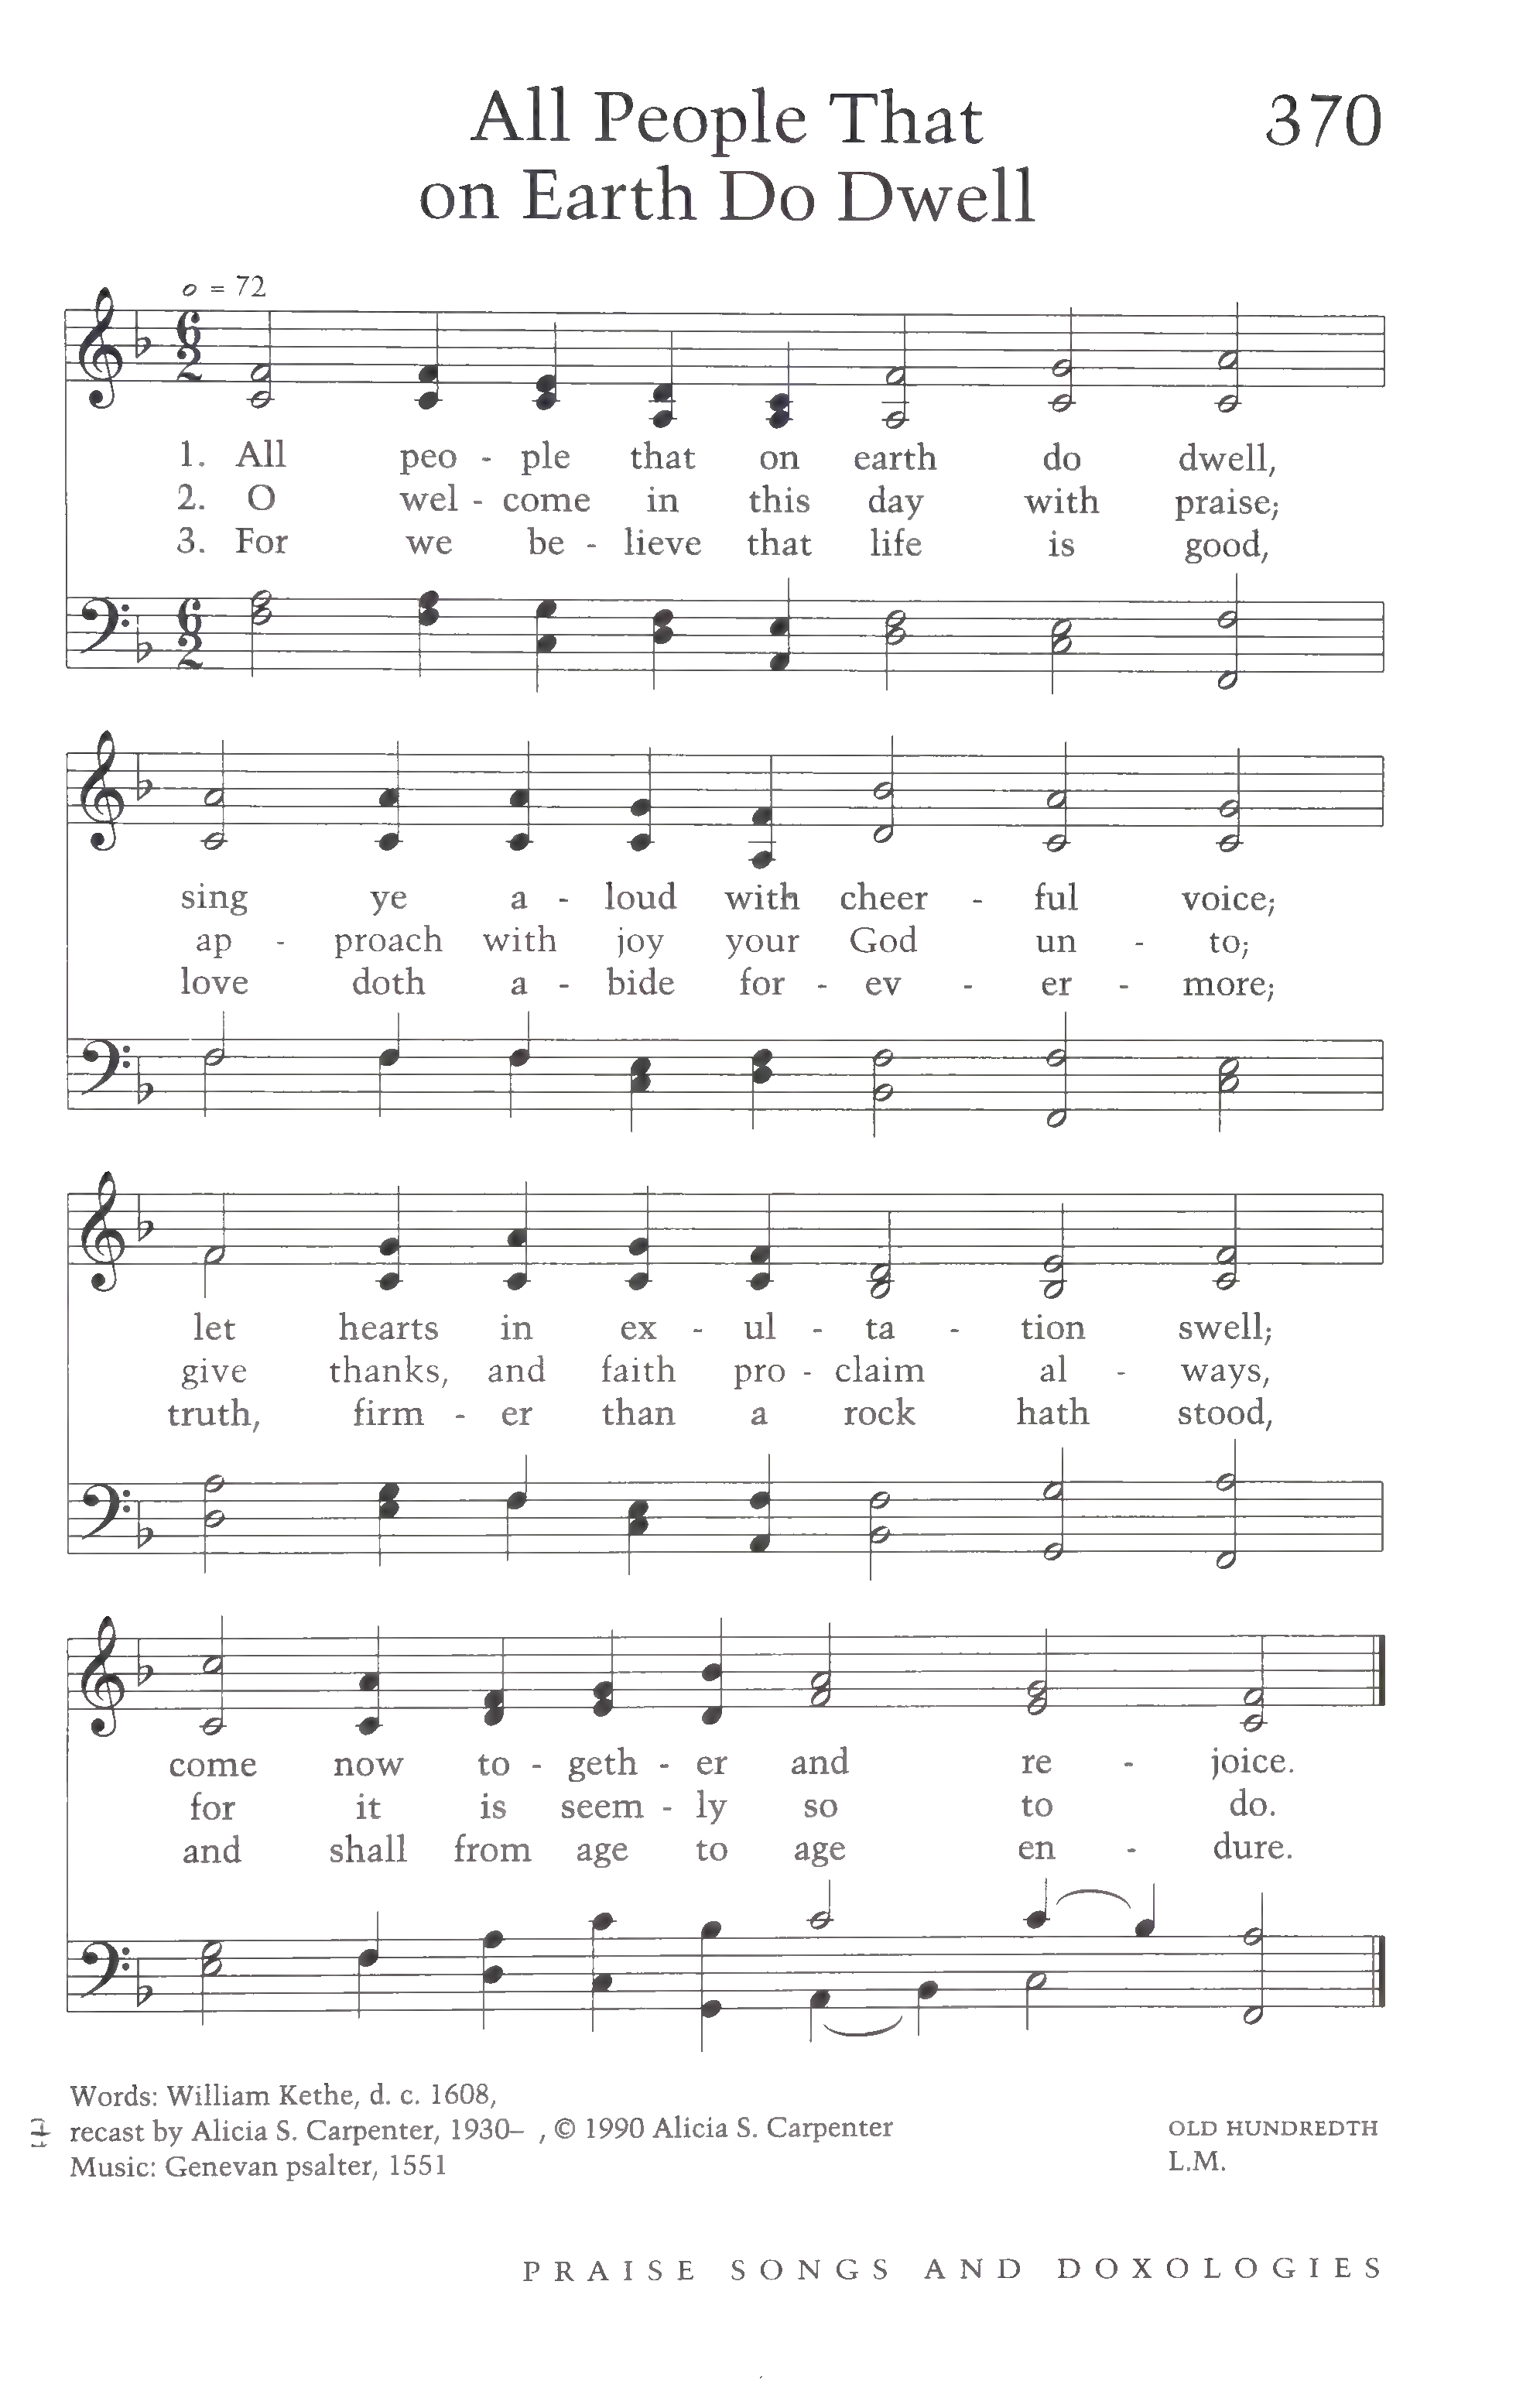 All People That
on Earth Do Dwell
370
𝅗𝅥 = 72
1. All peo - ple that on earth do dwell,
2. O wel - come in this day with praise;
3. For we be - lieve that life is good,
sing ye a - loud with cheer - ful voice;
ap - proach with joy your God un - to;
love doth a - bide for - ev - er - more;
let hearts in ex - ul - ta - tion swell;
give thanks, and faith pro - claim al - ways,
truth, firm - er than a rock hath stood,
come now to - geth - er and re - joice.
for it is seem - ly so to do.
and shall from age to age en - dure.
Words: William Kethe, d. c. 1608,
recast by Alicia S. Carpenter, 1930– , © 1990 Alicia S. Carpenter
Music: Genevan psalter, 1551
OLD HUNDREDTH
L.M.
PRAISE SONGS AND DOXOLOGIES